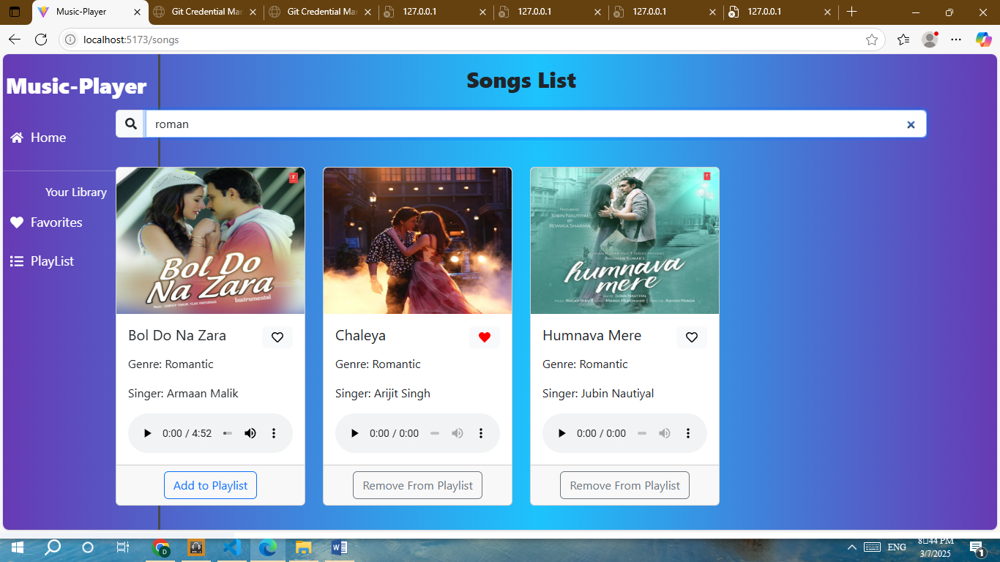 Music-Player
Git Credential Mar
Git Credential Mar
127.0.0.1
127.0.0.1
127.0.0.1
127.0.0.1
localhost:5173/songs
Music-Player
Songs List
roman
Home
Your Library
Favorites
PlayList
BOL DO
NA ZARA
Instrumental
FEATURING
JUBIN NAUTIYAL
&
ROMIKA SHARMA
humnava
mere
Bol Do Na Zara
Genre: Romantic
Singer: Armaan Malik
0:00 / 4:52
Add to Playlist
Chaleya
Genre: Romantic
Singer: Arijit Singh
0:00 / 0:00
Remove From Playlist
Humnava Mere
Genre: Romantic
Singer: Jubin Nautiyal
0:00 / 0:00
Remove From Playlist
ENG
8:44 PM
3/7/2025
1